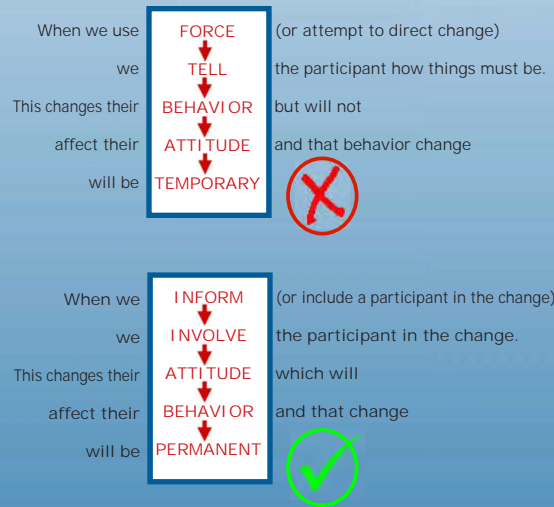 When we use FORCE (or attempt to direct change)
we TELL the participant how things must be.
This changes their BEHAVIOR but will not
affect their ATTITUDE and that behavior change
will be TEMPORARY
When we INFORM (or include a participant in the change)
we INVOLVE the participant in the change.
This changes their ATTITUDE which will
affect their BEHAVIOR and that change
will be PERMANENT